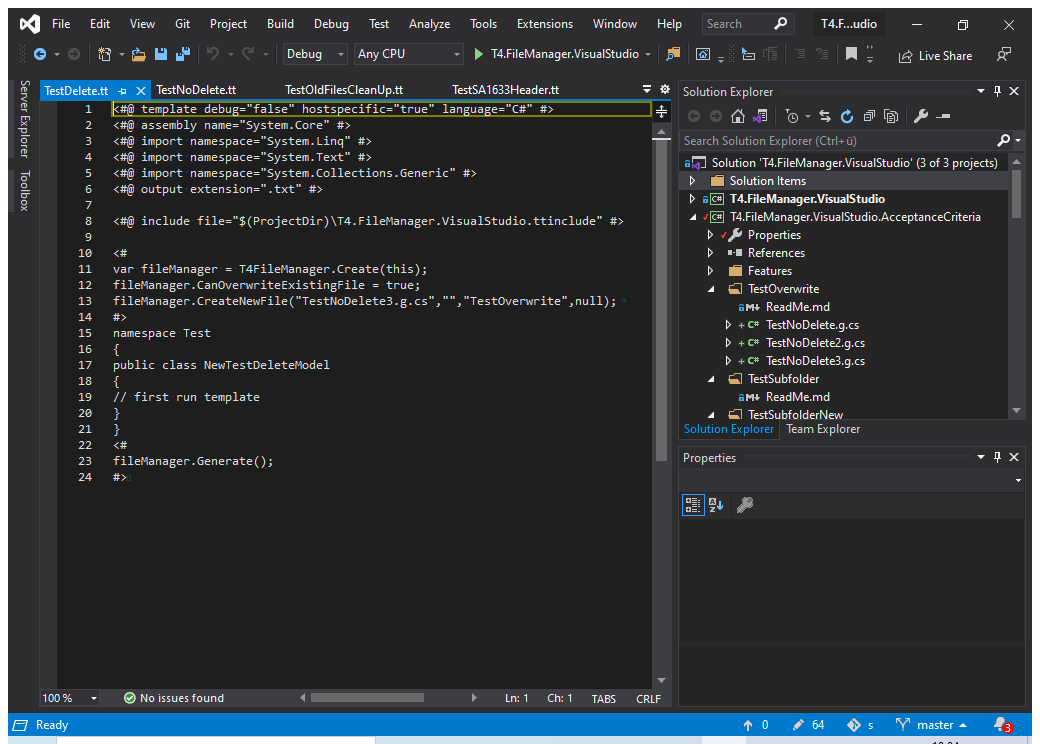 File Edit View Git Project Build Debug Test Analyze Tools Extensions Window Help Search T4.F...udio
Debug Any CPU T4.FileManager.VisualStudio Live Share
Server Explorer
Toolbox
TestDelete.tt TestNoDelete.tt TestOldFilesCleanUp.tt TestSA1633Header.tt
1 <#@ template debug="false" hostspecific="true" language="C#" #>
2 <#@ assembly name="System.Core" #>
3 <#@ import namespace="System.Linq" #>
4 <#@ import namespace="System.Text" #>
5 <#@ import namespace="System.Collections.Generic" #>
6 <#@ output extension=".txt" #>
7
8 <#@ include file="$(ProjectDir)\T4.FileManager.VisualStudio.ttinclude" #>
9
10 <#
11 var fileManager = T4FileManager.Create(this);
12 fileManager.CanOverwriteExistingFile = true;
13 fileManager.CreateNewFile("TestNoDelete3.g.cs","","TestOverwrite",null);
14 #>
15 namespace Test
16 {
17 public class NewTestDeleteModel
18 {
19 // first run template
20 }
21 }
22 <#
23 fileManager.Generate();
24 #>
100 % No issues found Ln: 1 Ch: 1 TABS CRLF
Solution Explorer
Search Solution Explorer (Ctrl+ü)
Solution 'T4.FileManager.VisualStudio' (3 of 3 projects)
Solution Items
C# T4.FileManager.VisualStudio
C# T4.FileManager.VisualStudio.AcceptanceCriteria
Properties
References
Features
TestOverwrite
M ReadMe.md
C# TestNoDelete.g.cs
C# TestNoDelete2.g.cs
C# TestNoDelete3.g.cs
TestSubfolder
M ReadMe.md
TestSubfolderNew
Solution Explorer Team Explorer
Properties
Ready 0 64 s master 3